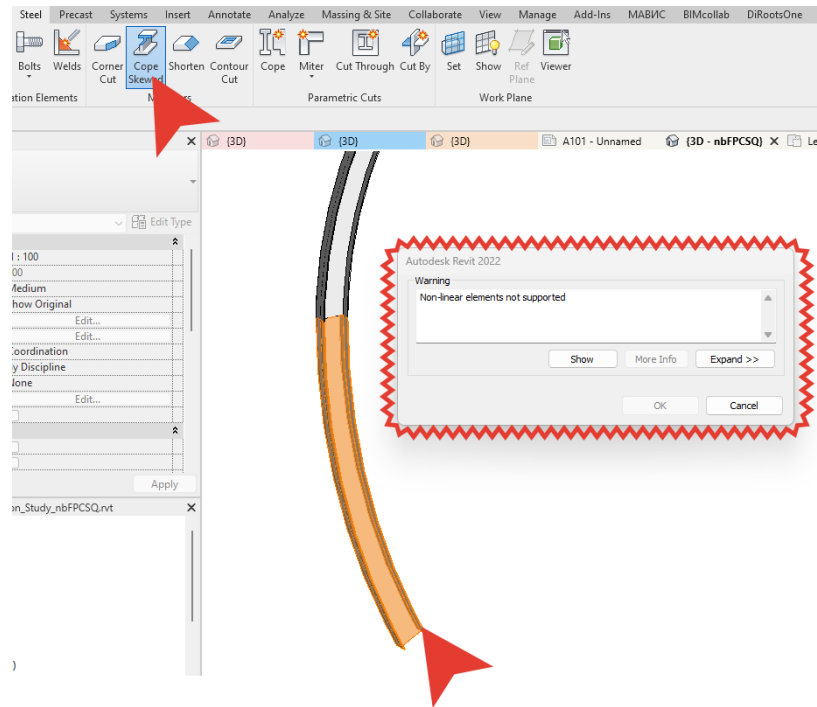 Steel Precast Systems Insert Annotate Analyze Massing & Site Collaborate View Manage Add-Ins МАВИС BIMcollab DiRootsOne
Bolts Welds Corner Cut Cope Skewed Shorten Contour Cut Cope Miter Cut Through Cut By Set Show Ref Plane Viewer
ation Elements M rs Parametric Cuts Work Plane
{3D} {3D} {3D} A101 - Unnamed {3D - nbFPCSQ} Le
Edit Type
1 : 100
00
Medium
how Original
Edit...
Edit...
Coordination
y Discipline
None
Edit...
Apply
on_Study_nbFPCSQ.rvt
)
Autodesk Revit 2022
Warning
Non-linear elements not supported
Show More Info Expand >>
OK Cancel